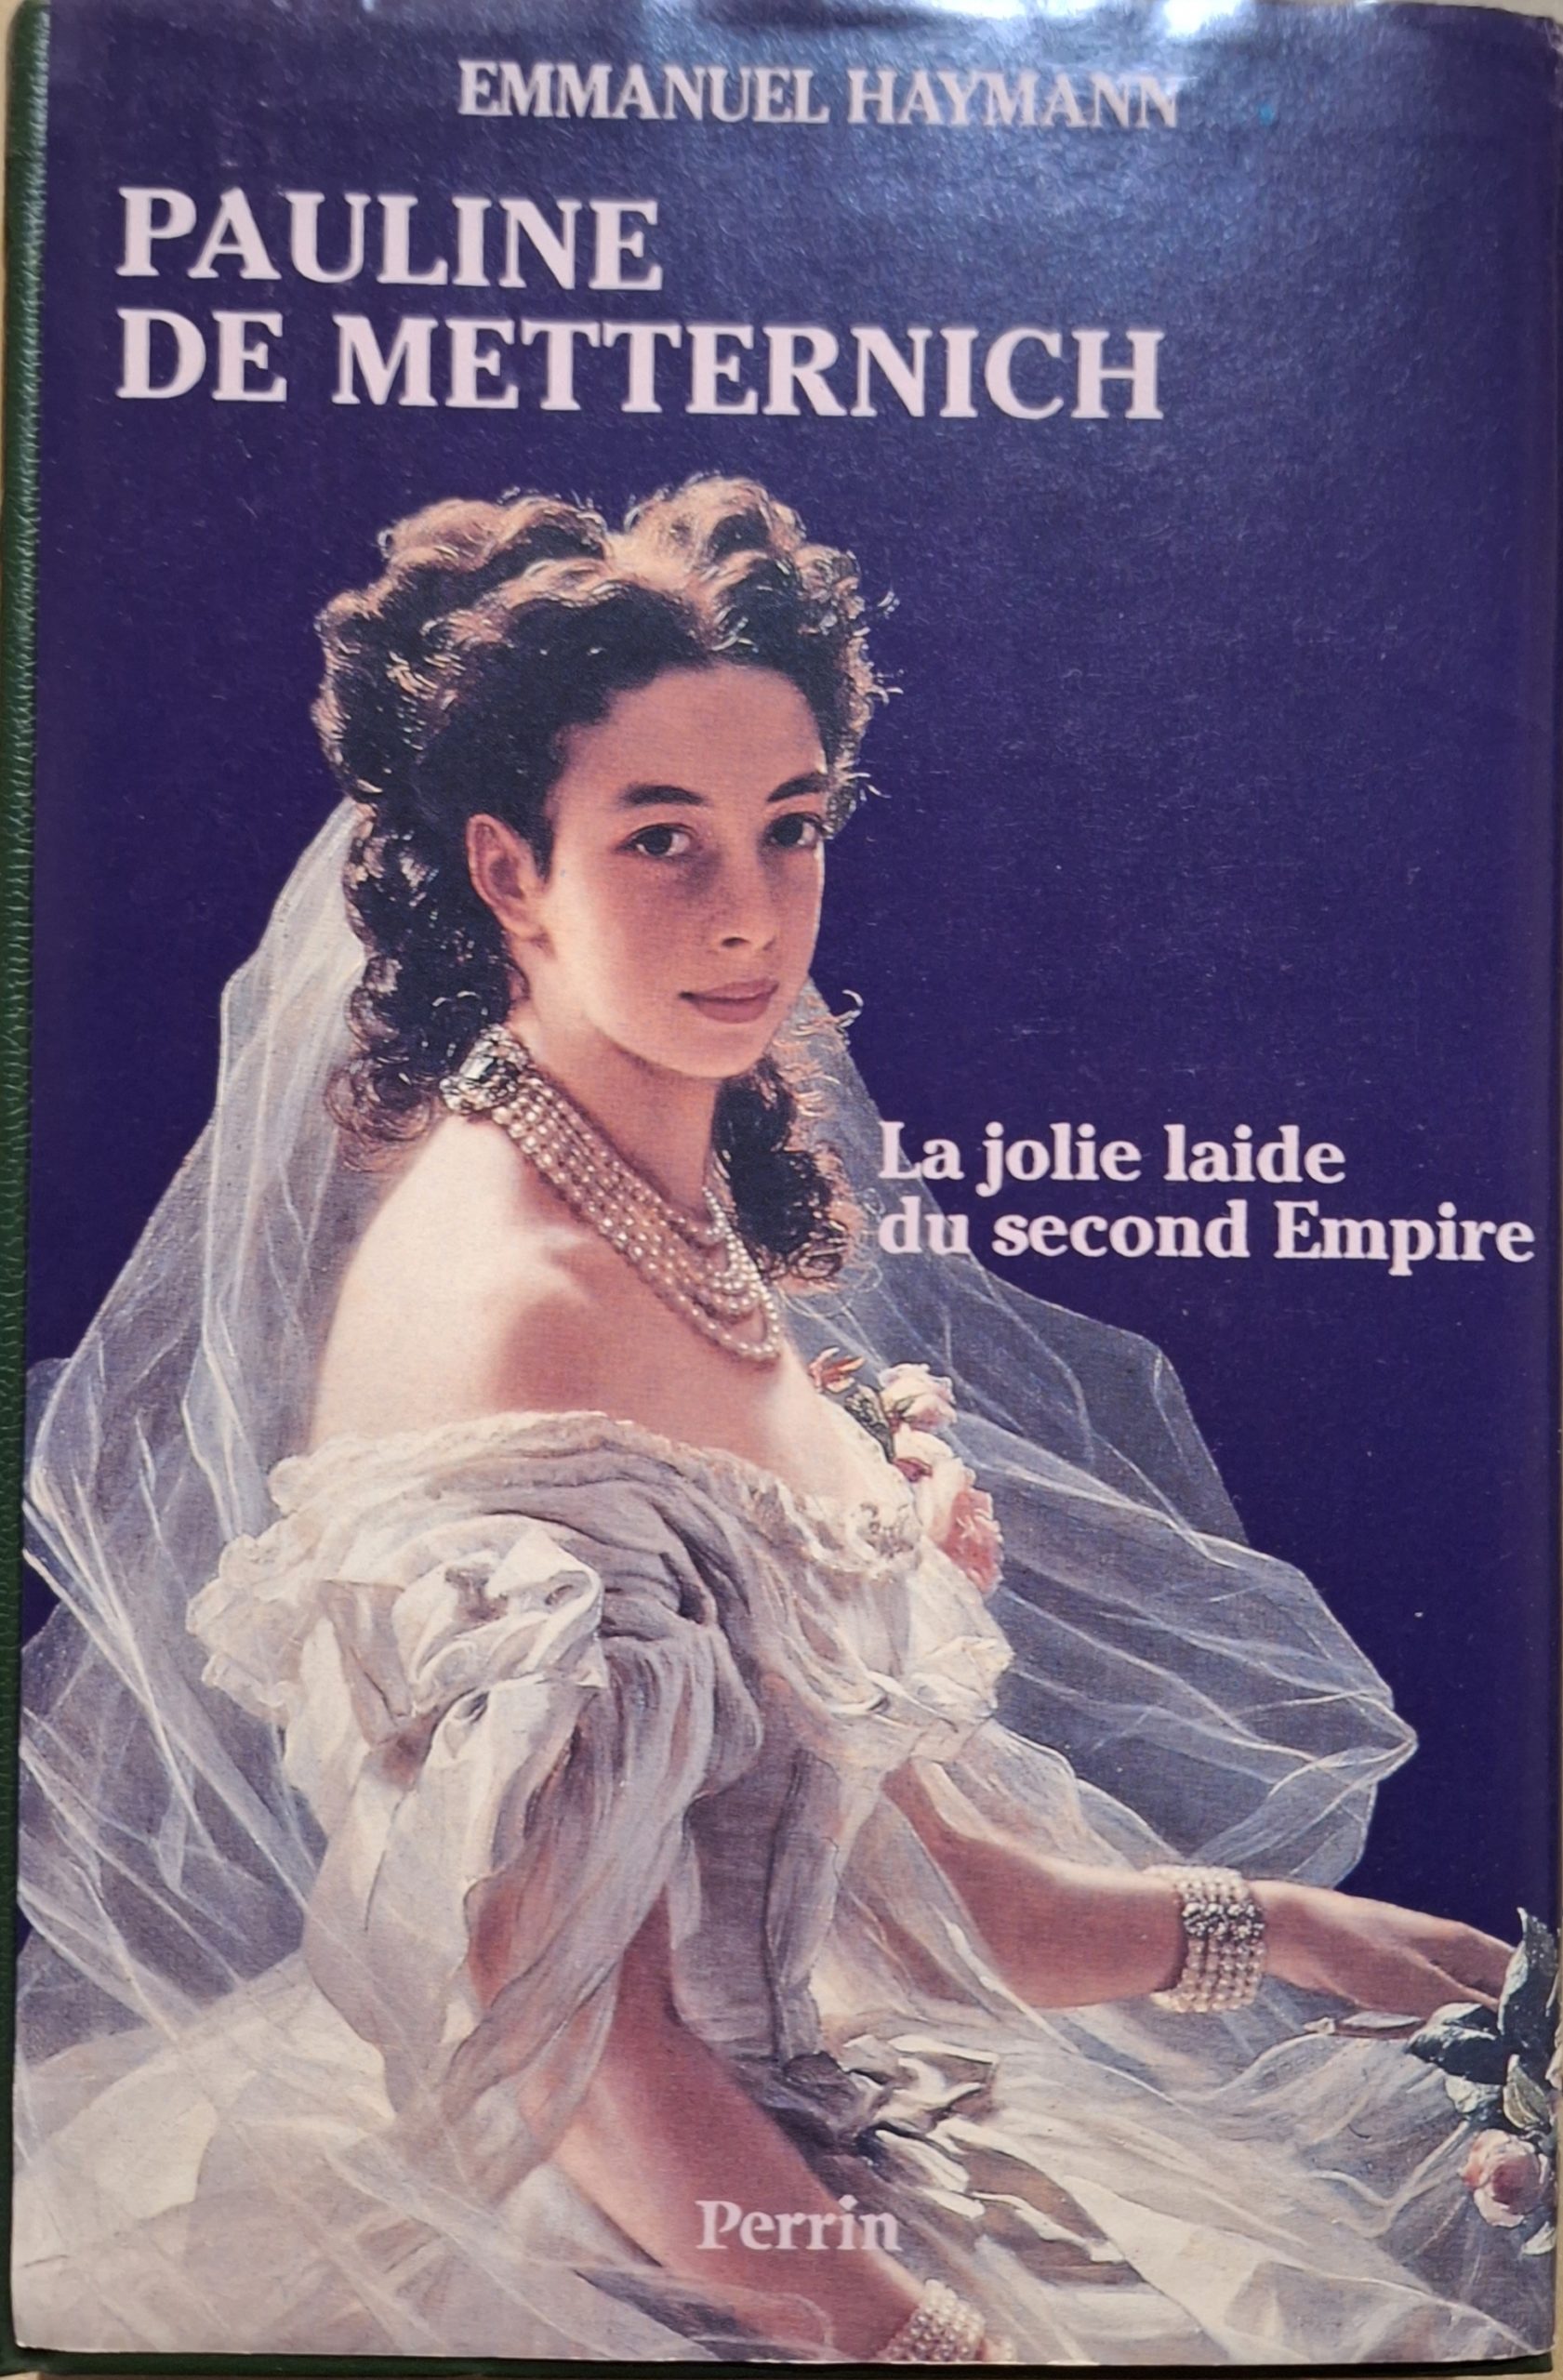 EMMANUEL HAYMANN
PAULINE
DE METTERNICH
La jolie laide
du second Empire
Perrin